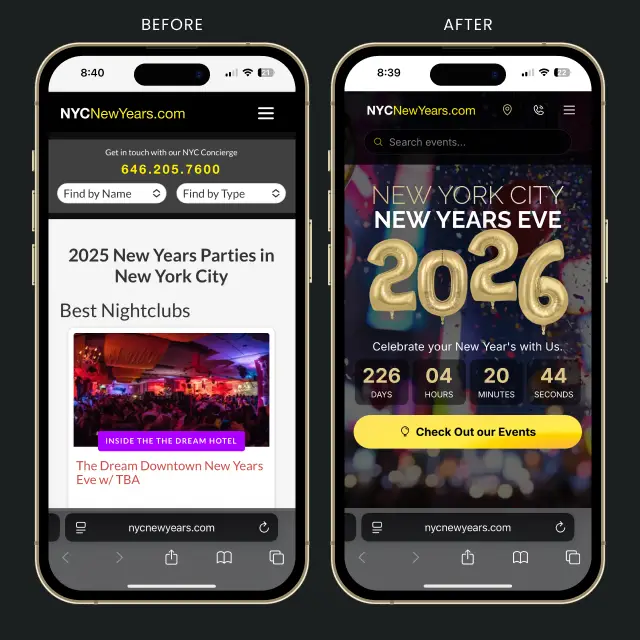 BEFORE
AFTER
8:40
21
NYCNewYears.com
Get in touch with our NYC Concierge
646.205.7600
Find by Name
Find by Type
2025 New Years Parties in
New York City
Best Nightclubs
INSIDE THE THE DREAM HOTEL
The Dream Downtown New Years
Eve w/ TBA
nycnewyears.com
8:39
22
NYCNewYears.com
Search events...
NEW YORK CITY
NEW YEARS EVE
2026
Celebrate your New Year's with Us.
226 04 20 44
DAYS HOURS MINUTES SECONDS
Check Out our Events
nycnewyears.com